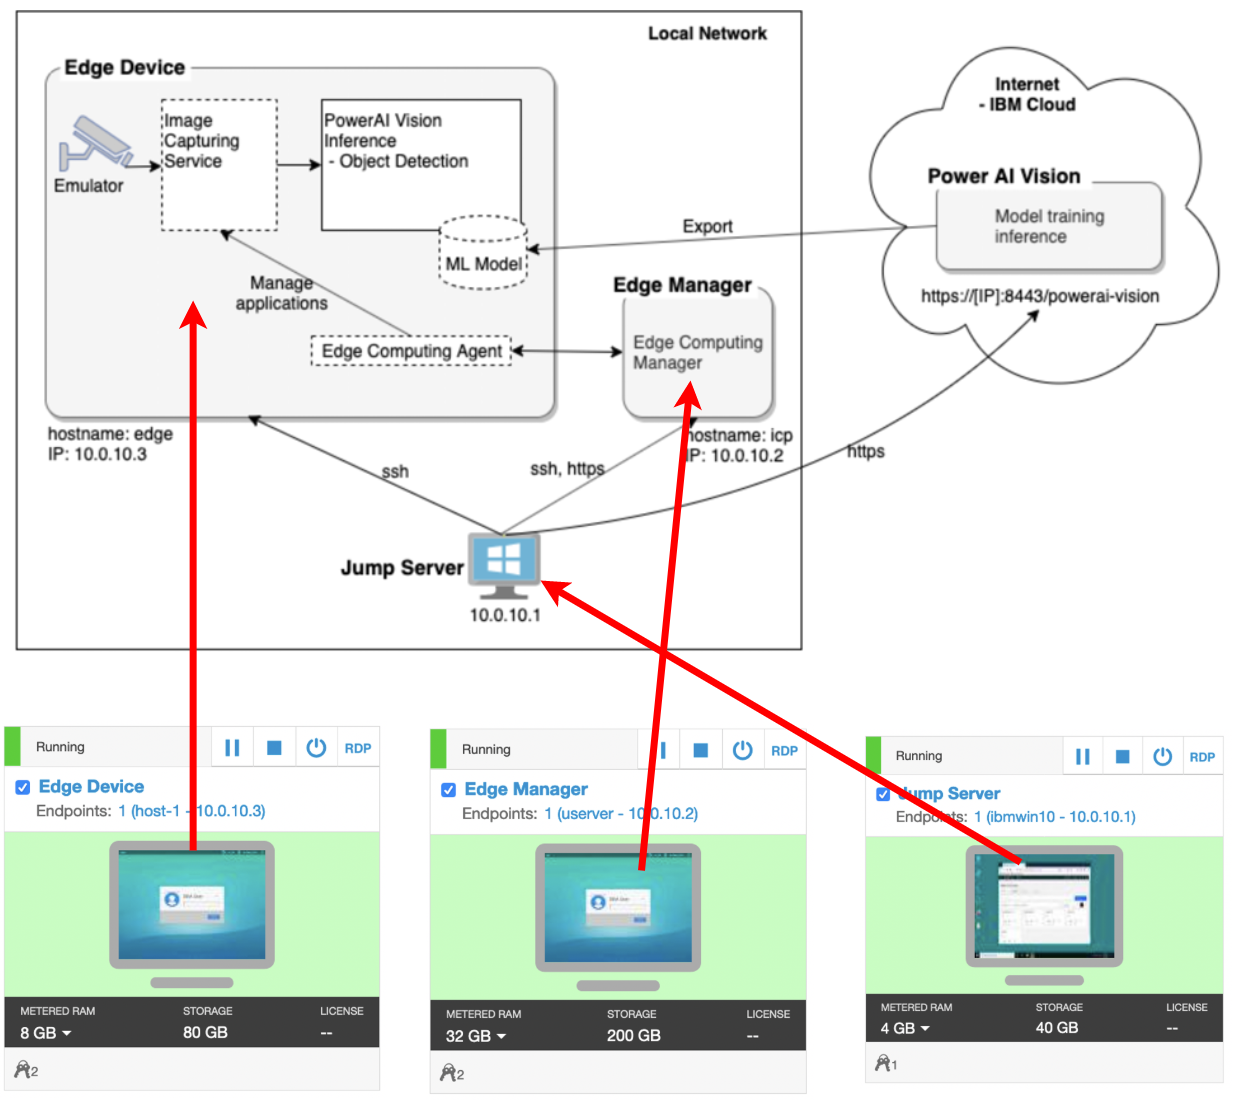 Local Network
Edge Device
Emulator
Image
Capturing
Service
PowerAI Vision
Inference
- Object Detection
ML Model
Manage
applications
Edge Computing Agent
hostname: edge
IP: 10.0.10.3
Export
Edge Manager
Edge Computing
Manager
hostname: icp
IP: 10.0.10.2
Internet
- IBM Cloud
Power AI Vision
Model training
inference
https://[IP]:8443/powerai-vision
ssh
ssh, https
https
Jump Server
10.0.10.1
Running
RDP
Edge Device
Endpoints: 1 (host-1 - 10.0.10.3)
METERED RAM STORAGE LICENSE
8 GB 80 GB --
2
Running
RDP
Edge Manager
Endpoints: 1 (userver - 10.0.10.2)
METERED RAM STORAGE LICENSE
32 GB 200 GB --
2
Running
RDP
Jump Server
Endpoints: 1 (ibmwin10 - 10.0.10.1)
METERED RAM STORAGE LICENSE
4 GB 40 GB --
1